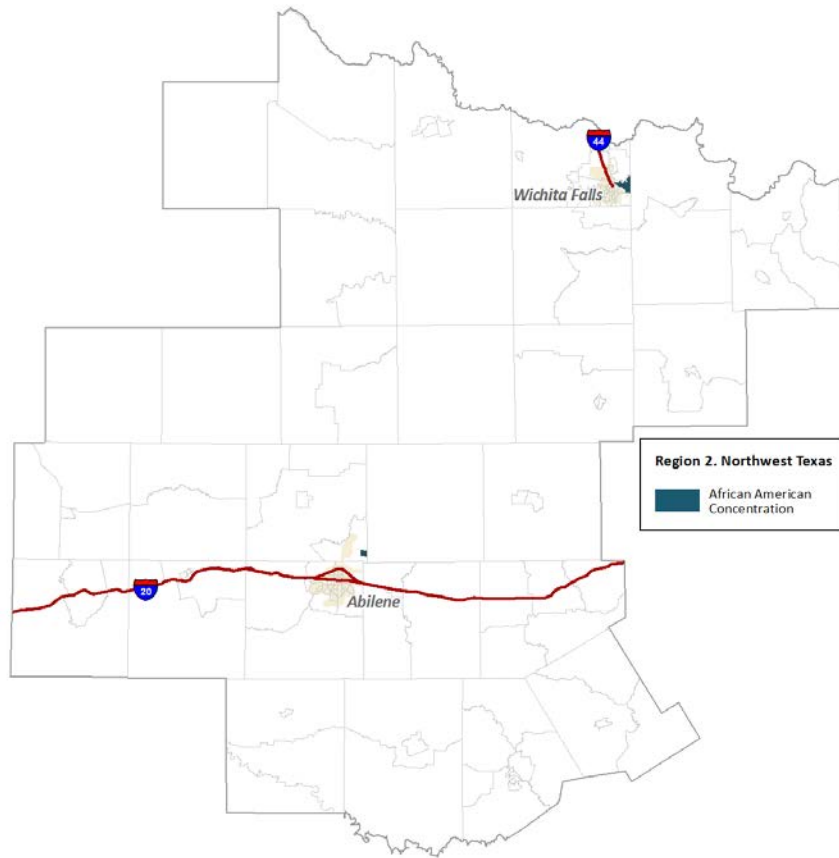 44
Wichita Falls
Region 2. Northwest Texas
African American
Concentration
20
Abilene